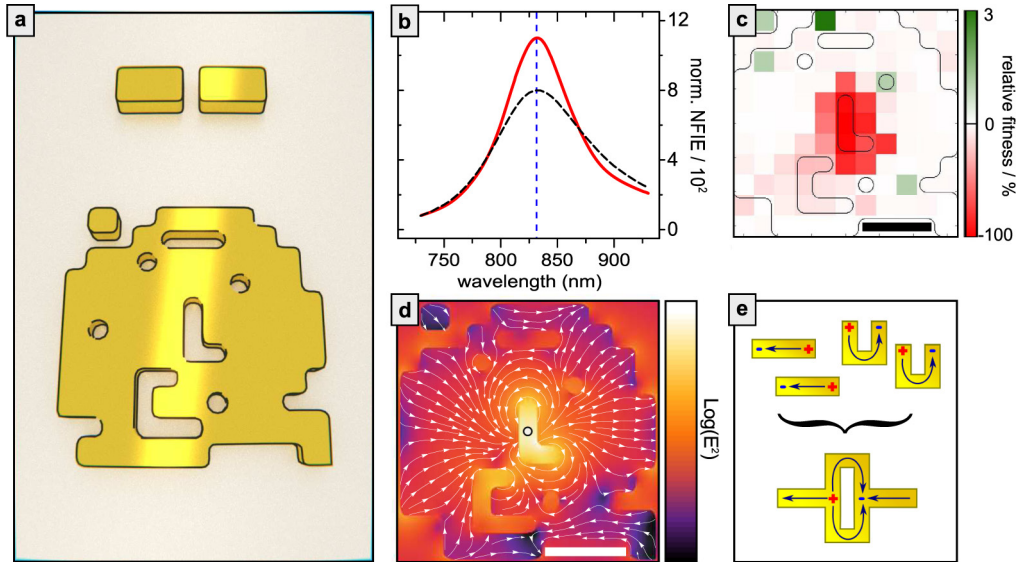 a
b
12
8
4
0
norm. NFIE / 10²
750
800
850
900
wavelength (nm)
c
3
0
100
relative fitness / %
d
Log(E²)
e
+
-
-
+
+
-
-
+
+
-